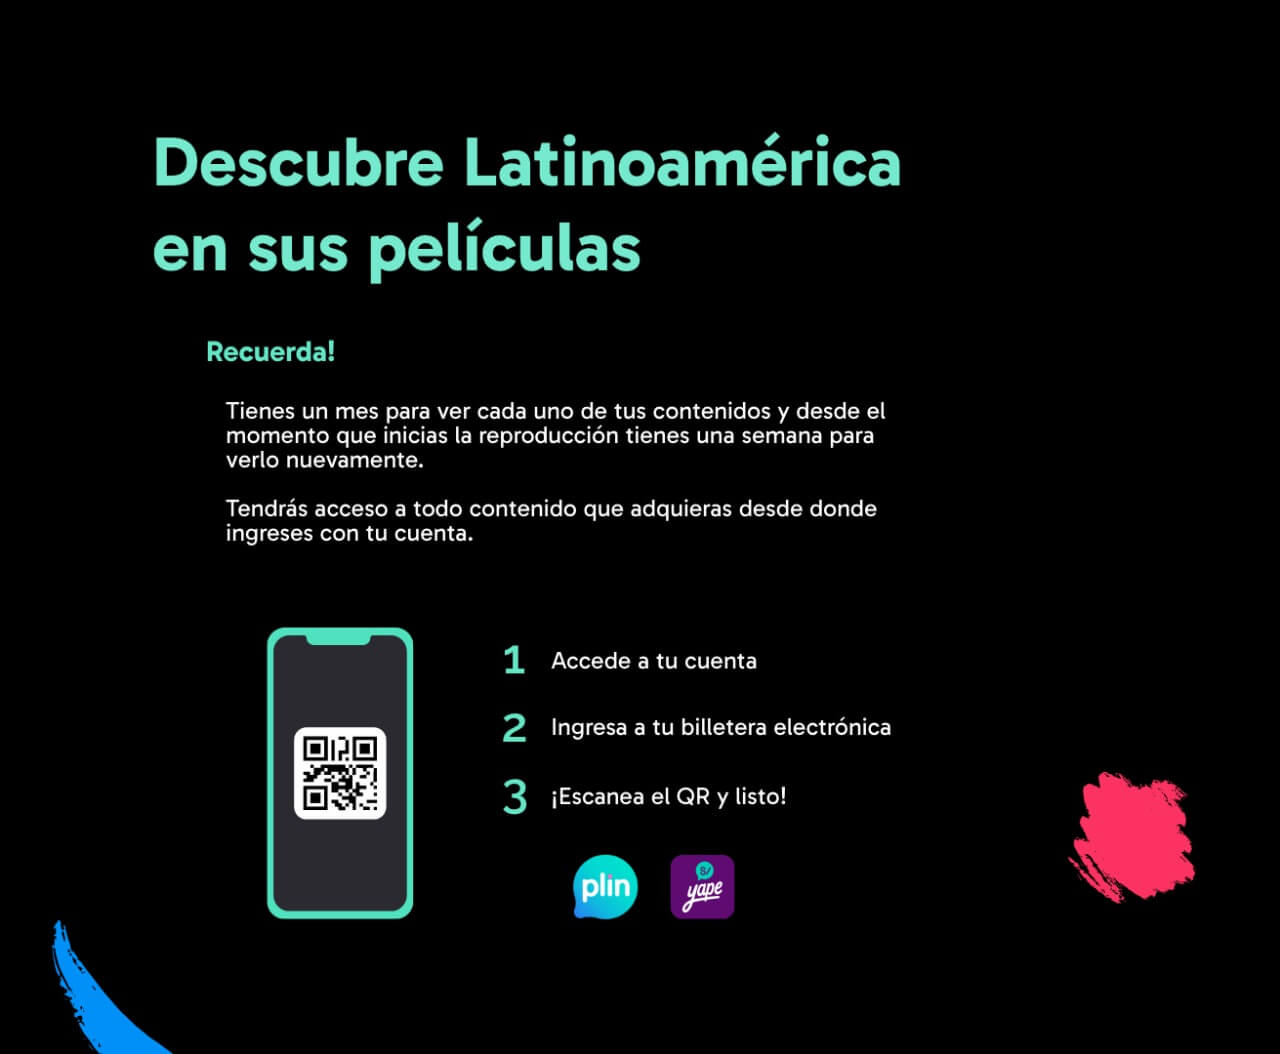 Descubre Latinoamérica
en sus películas
Recuerda!
Tienes un mes para ver cada uno de tus contenidos y desde el
momento que inicias la reproducción tienes una semana para
verlo nuevamente.
Tendrás acceso a todo contenido que adquieras desde donde
ingreses con tu cuenta.
1 Accede a tu cuenta
2 Ingresa a tu billetera electrónica
3 ¡Escanea el QR y listo!
plin
S/
yape